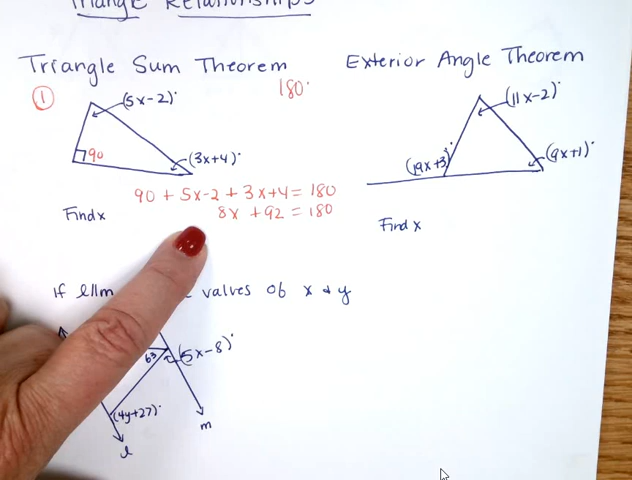 Triangle Relationships
Triangle Sum Theorem
180°
1
(5x-2)°
90
(3x+4)°
90 + 5x-2 + 3x+4 = 180
8x + 92 = 180
Find x
Exterior Angle Theorem
(11x-2)°
(19x+3)°
(9x+1)°
Find x
If l||m values of x & y
63
(5x-8)°
(4y+27)°
m
l